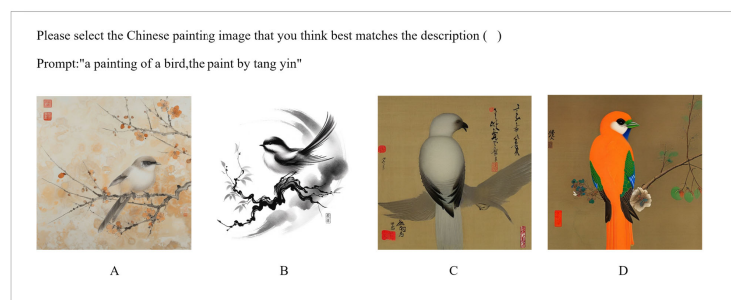 Please select the Chinese painting image that you think best matches the description ( )
Prompt:"a painting of a bird,the paint by tang yin"
A
B
C
D